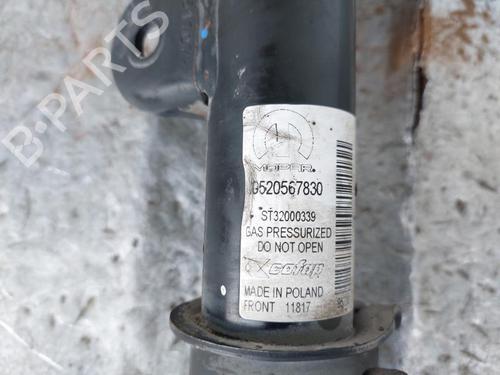 MOPAR.
0520567830
ST32000339
GAS PRESSURIZED
DO NOT OPEN
cofap
MADE IN POLAND
FRONT 11817
B-PARTS